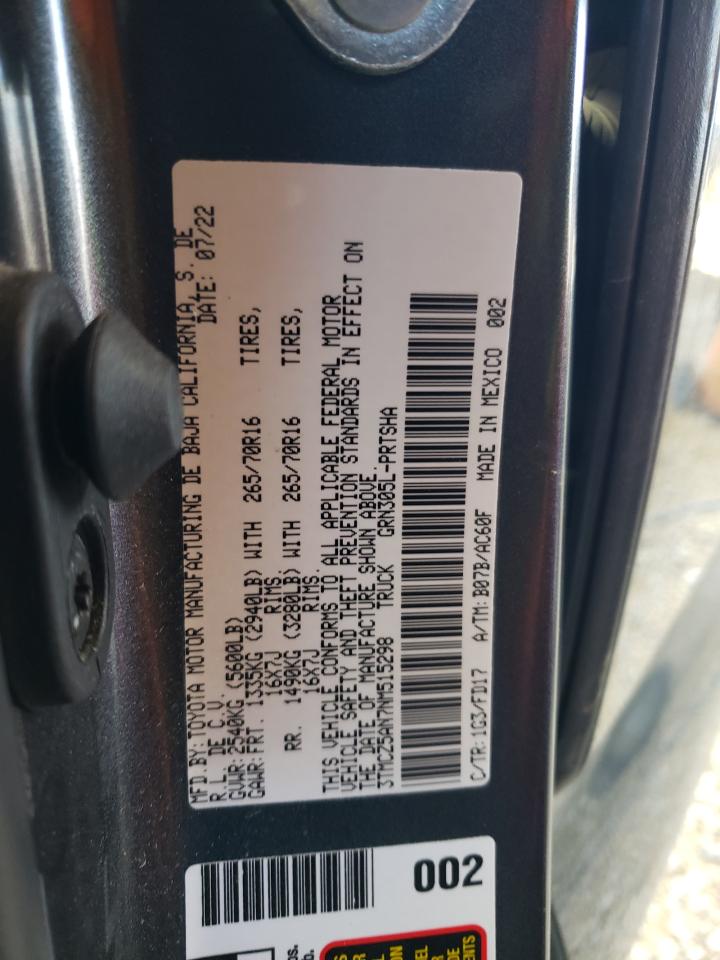 MFD.BY:TOYOTA MOTOR MANUFACTURING DE BAJA CALIFORNIA, S. DE
R. L. DE C.V. DATE: 07/22
GVWR: 2540KG (5600LB)
GAWR:FRT. 1335KG (2940LB) WITH 265/70R16 TIRES,
16X7J RIMS.
RR. 1490KG (3280LB) WITH 265/70R16 TIRES,
16X7J RIMS.
THIS VEHICLE CONFORMS TO ALL APPLICABLE FEDERAL MOTOR
VEHICLE SAFETY AND THEFT PREVENTION STANDARDS IN EFFECT ON
THE DATE OF MANUFACTURE SHOWN ABOVE.
3TMCZ5AN7NM515298 TRUCK GRN305L-PRTSHA
C/TR: 1G3/FD17 A/TM: B07B/AC60F MADE IN MEXICO 002
002